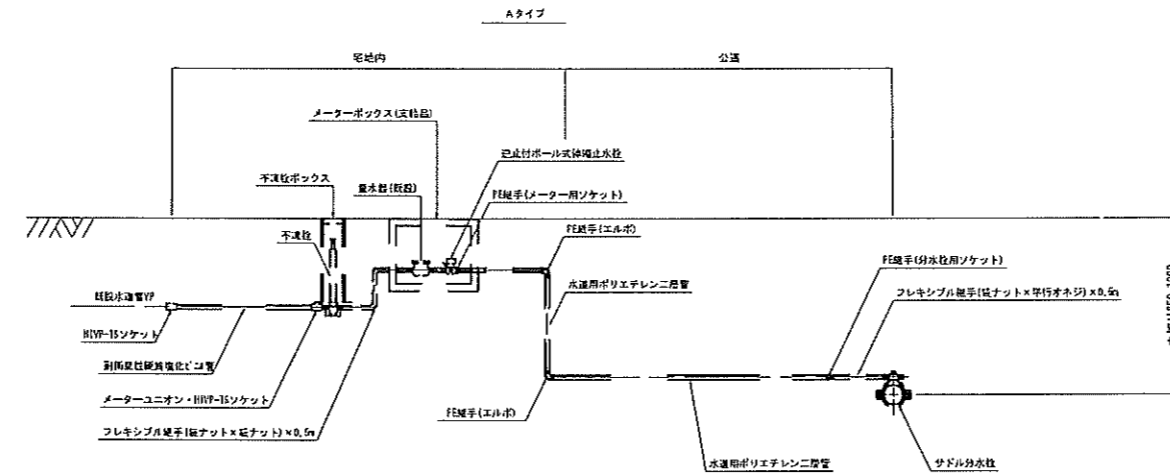 Aタイプ
宅地内
公道
メーターボックス(支給品)
逆止付ボール式伸縮止水栓
不凍栓ボックス
量水器(既設)
PE継手(メーター用ソケット)
不凍栓
PE継手(エルボ)
PE継手(分水栓用ソケット)
水道用ポリエチレン二層管
フレキシブル継手(袋ナット×平行オネジ)×0.5m
既設水道管VP
HIVP-16ソケット
耐衝撃性硬質塩化ビニル管
メーターユニオン・HIVP-16ソケット
PE継手(エルボ)
フレキシブル継手(袋ナット×袋ナット)×0.5m
水道用ポリエチレン二層管
サドル分水栓